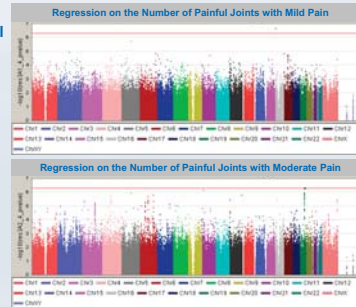 Regression on the Number of Painful Joints with Mild Pain
Chr1 Chr2 Chr3 Chr4 Chr5 Chr6 Chr7 Chr8 Chr9 Chr10 Chr11 Chr12
Chr13 Chr14 Chr15 Chr16 Chr17 Chr18 Chr19 Chr20 Chr21 Chr22 ChrX
ChrXY
Regression on the Number of Painful Joints with Moderate Pain
Chr1 Chr2 Chr3 Chr4 Chr5 Chr6 Chr7 Chr8 Chr9 Chr10 Chr11 Chr12
Chr13 Chr14 Chr15 Chr16 Chr17 Chr18 Chr19 Chr20 Chr21 Chr22 ChrX
ChrXY